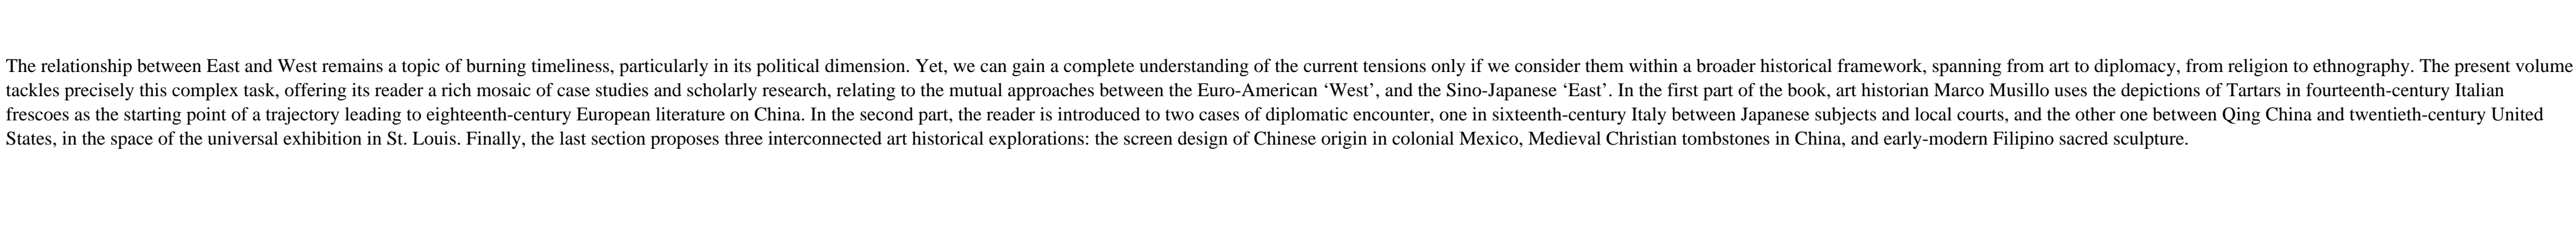 The relationship between East and West remains a topic of burning timeliness, particularly in its political dimension. Yet, we can gain a complete understanding of the current tensions only if we consider them within a broader historical framework, spanning from art to diplomacy, from religion to ethnography. The present volume
tackles precisely this complex task, offering its reader a rich mosaic of case studies and scholarly research, relating to the mutual approaches between the Euro-American ‘West’, and the Sino-Japanese ‘East’. In the first part of the book, art historian Marco Musillo uses the depictions of Tartars in fourteenth-century Italian
frescoes as the starting point of a trajectory leading to eighteenth-century European literature on China. In the second part, the reader is introduced to two cases of diplomatic encounter, one in sixteenth-century Italy between Japanese subjects and local courts, and the other one between Qing China and twentieth-century United
States, in the space of the universal exhibition in St. Louis. Finally, the last section proposes three interconnected art historical explorations: the screen design of Chinese origin in colonial Mexico, Medieval Christian tombstones in China, and early-modern Filipino sacred sculpture.